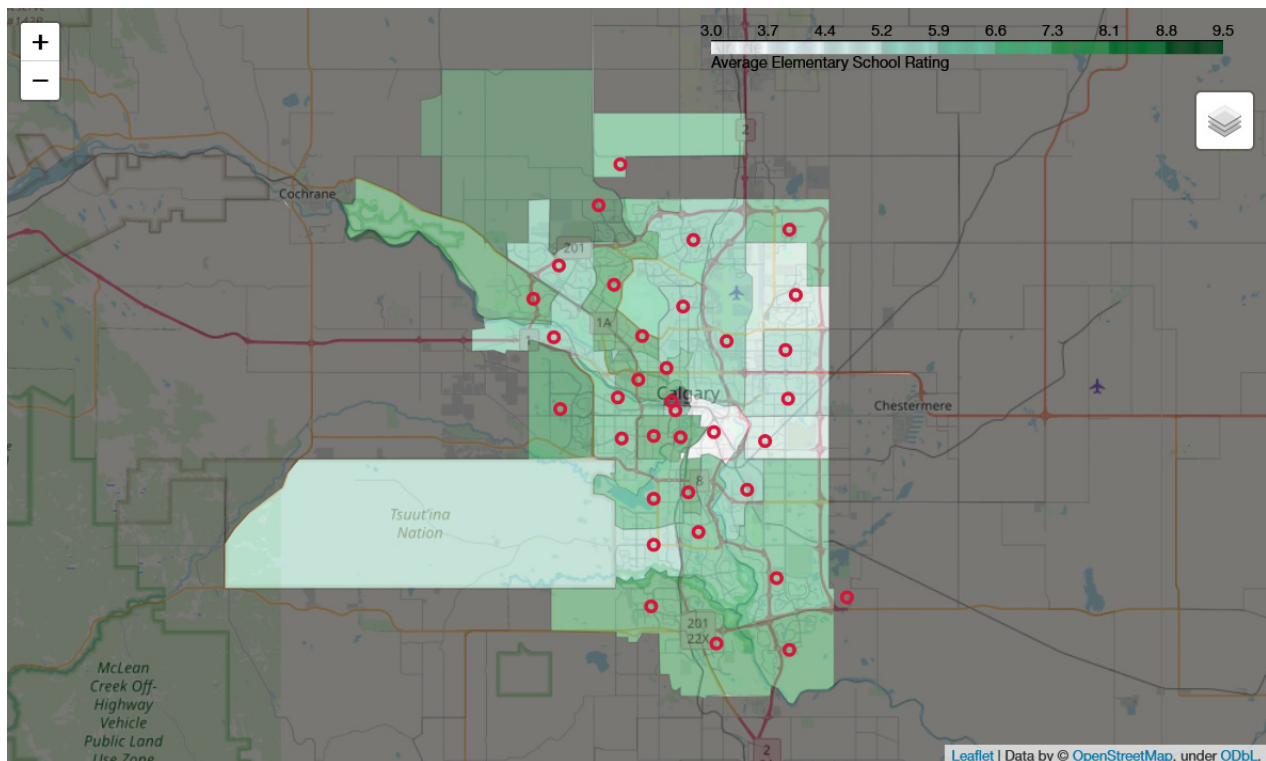 +
−
3.0 3.7 4.4 5.2 5.9 6.6 7.3 8.1 8.8 9.5
Average Elementary School Rating
2
Cochrane
201
1A
1
Calgary
Chestermere
8
Tsuut'ina
Nation
201
22X
McLean
Creek Off-
Highway
Vehicle
Public Land
Use Zone
2
Leaflet | Data by © OpenStreetMap, under ODbL.